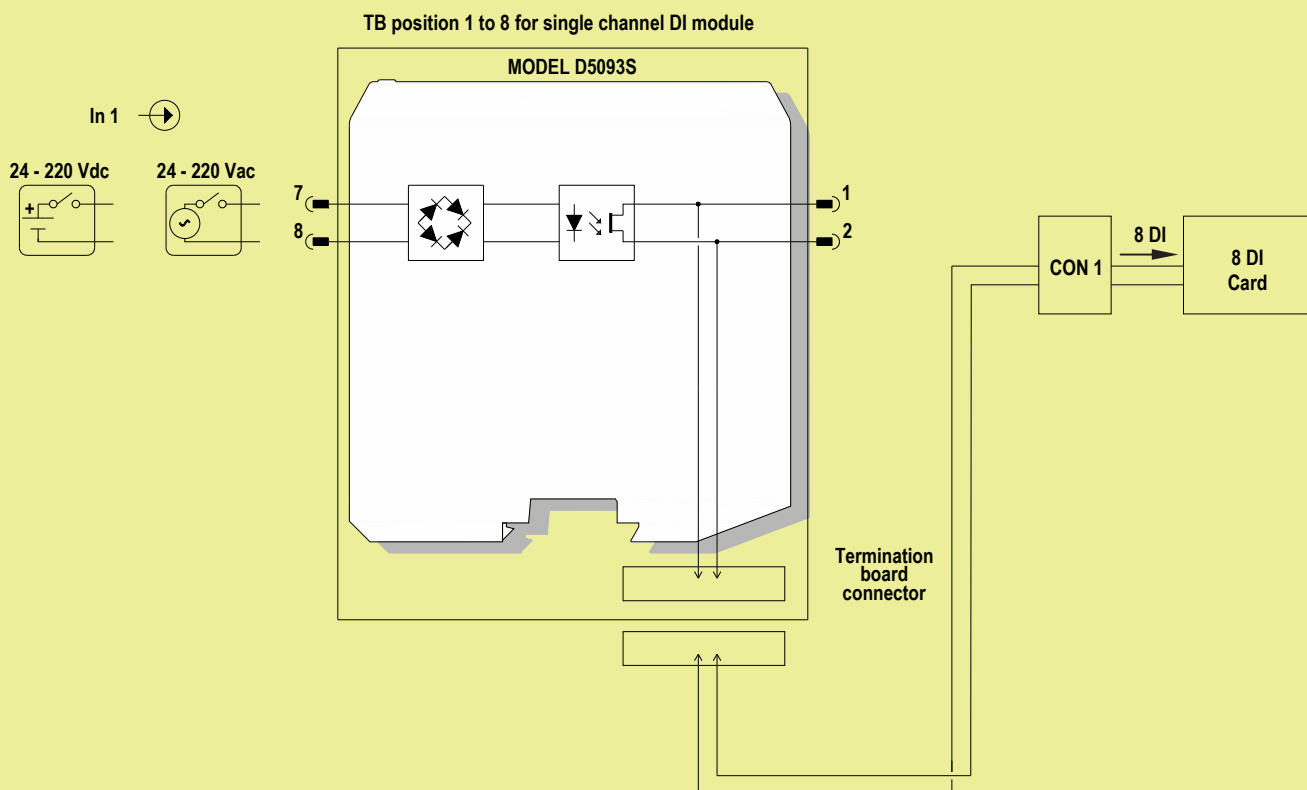 TB position 1 to 8 for single channel DI module
MODEL D5093S
In 1
24 - 220 Vdc
24 - 220 Vac
+
~
7
8
1
2
CON 1
8 DI
8 DI
Card
Termination
board
connector